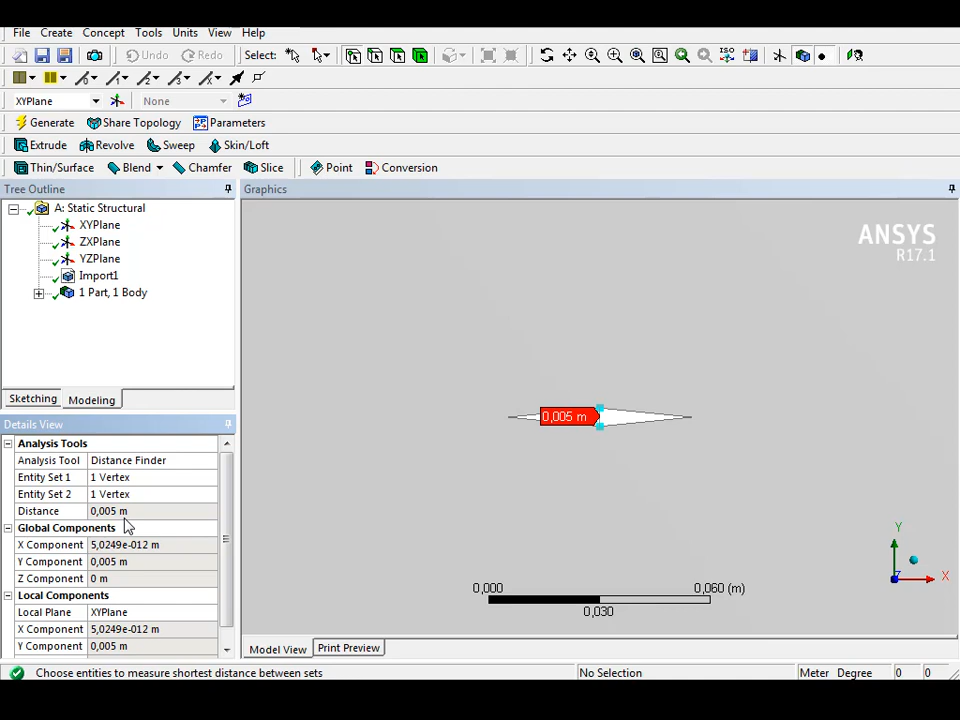 File Create Concept Tools Units View Help
Undo Redo Select:
XYPlane None
Generate Share Topology Parameters
Extrude Revolve Sweep Skin/Loft
Thin/Surface Blend Chamfer Slice Point Conversion
Tree Outline
A: Static Structural
XYPlane
ZXPlane
YZPlane
Import1
1 Part, 1 Body
Sketching Modeling
Details View
Analysis Tools
Analysis Tool Distance Finder
Entity Set 1 1 Vertex
Entity Set 2 1 Vertex
Distance 0,005 m
Global Components
X Component 5,0249e-012 m
Y Component 0,005 m
Z Component 0 m
Local Components
Local Plane XYPlane
X Component 5,0249e-012 m
Y Component 0,005 m
Graphics
ANSYS
R17.1
0,005 m
Y
Z X
0,000 0,060 (m)
0,030
Model View Print Preview
Choose entities to measure shortest distance between sets No Selection Meter Degree 0 0